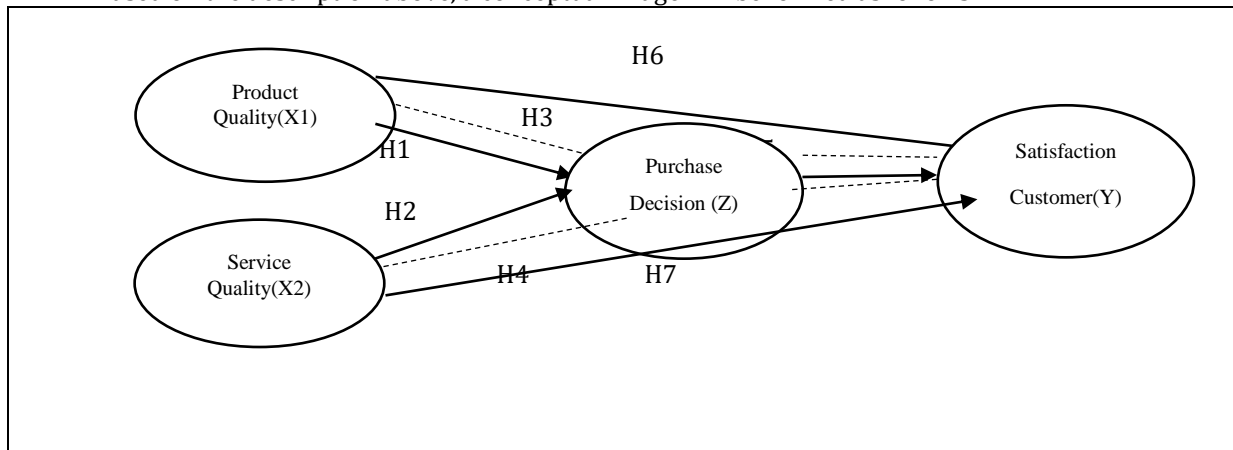 H6
Product
Quality(X1)
H3
H1
Purchase
Decision (Z)
Satisfaction
Customer(Y)
H2
Service
Quality(X2)
H4
H7